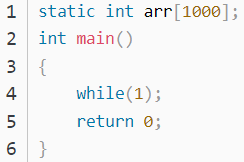 1 static int arr[1000];
2 int main()
3 {
4     while(1);
5     return 0;
6 }